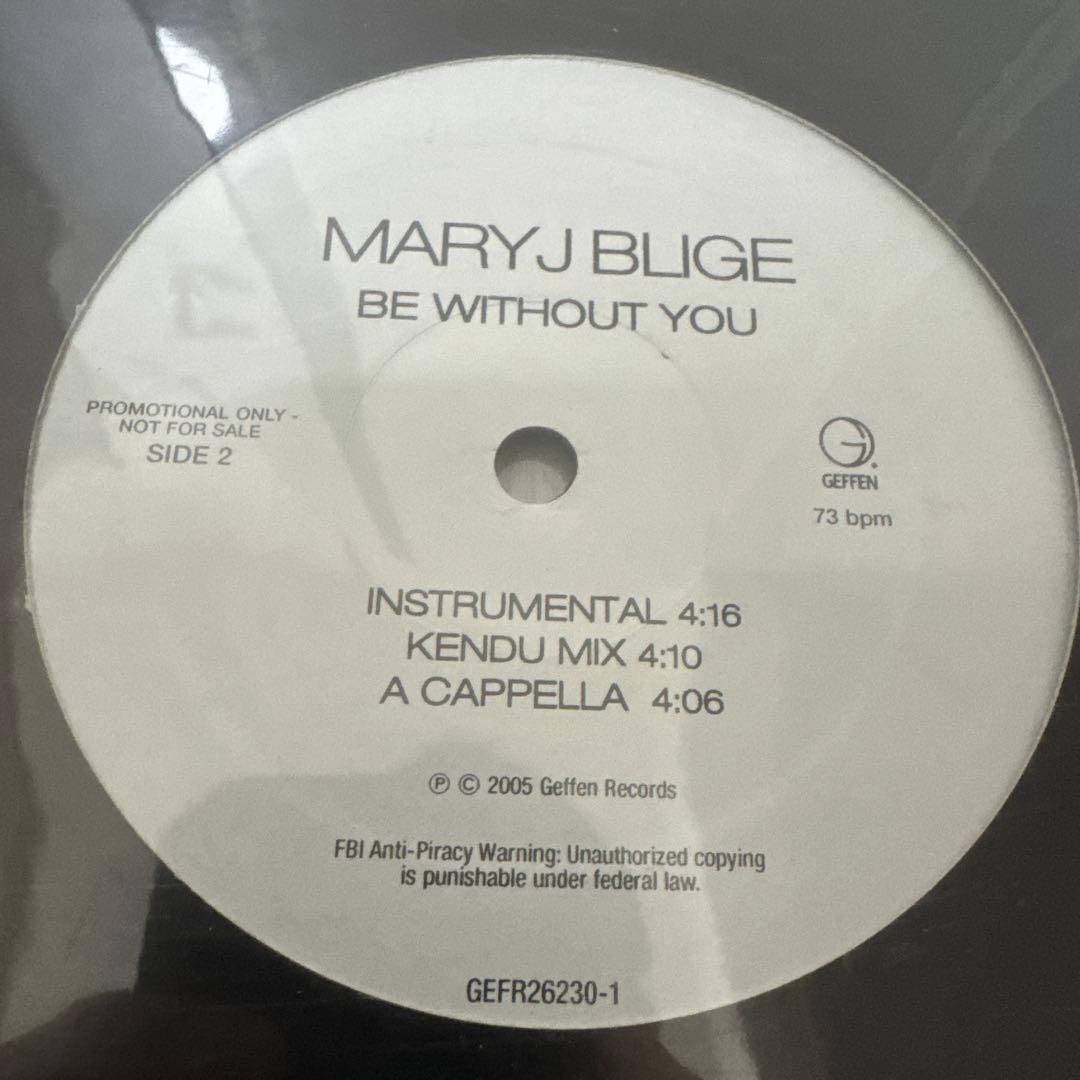 MARY J BLIGE
BE WITHOUT YOU
PROMOTIONAL ONLY -
NOT FOR SALE
SIDE 2
G.
GEFFEN
73 bpm
INSTRUMENTAL 4:16
KENDU MIX 4:10
A CAPPELLA 4:06
℗ © 2005 Geffen Records
FBI Anti-Piracy Warning: Unauthorized copying
is punishable under federal law.
GEFR26230-1